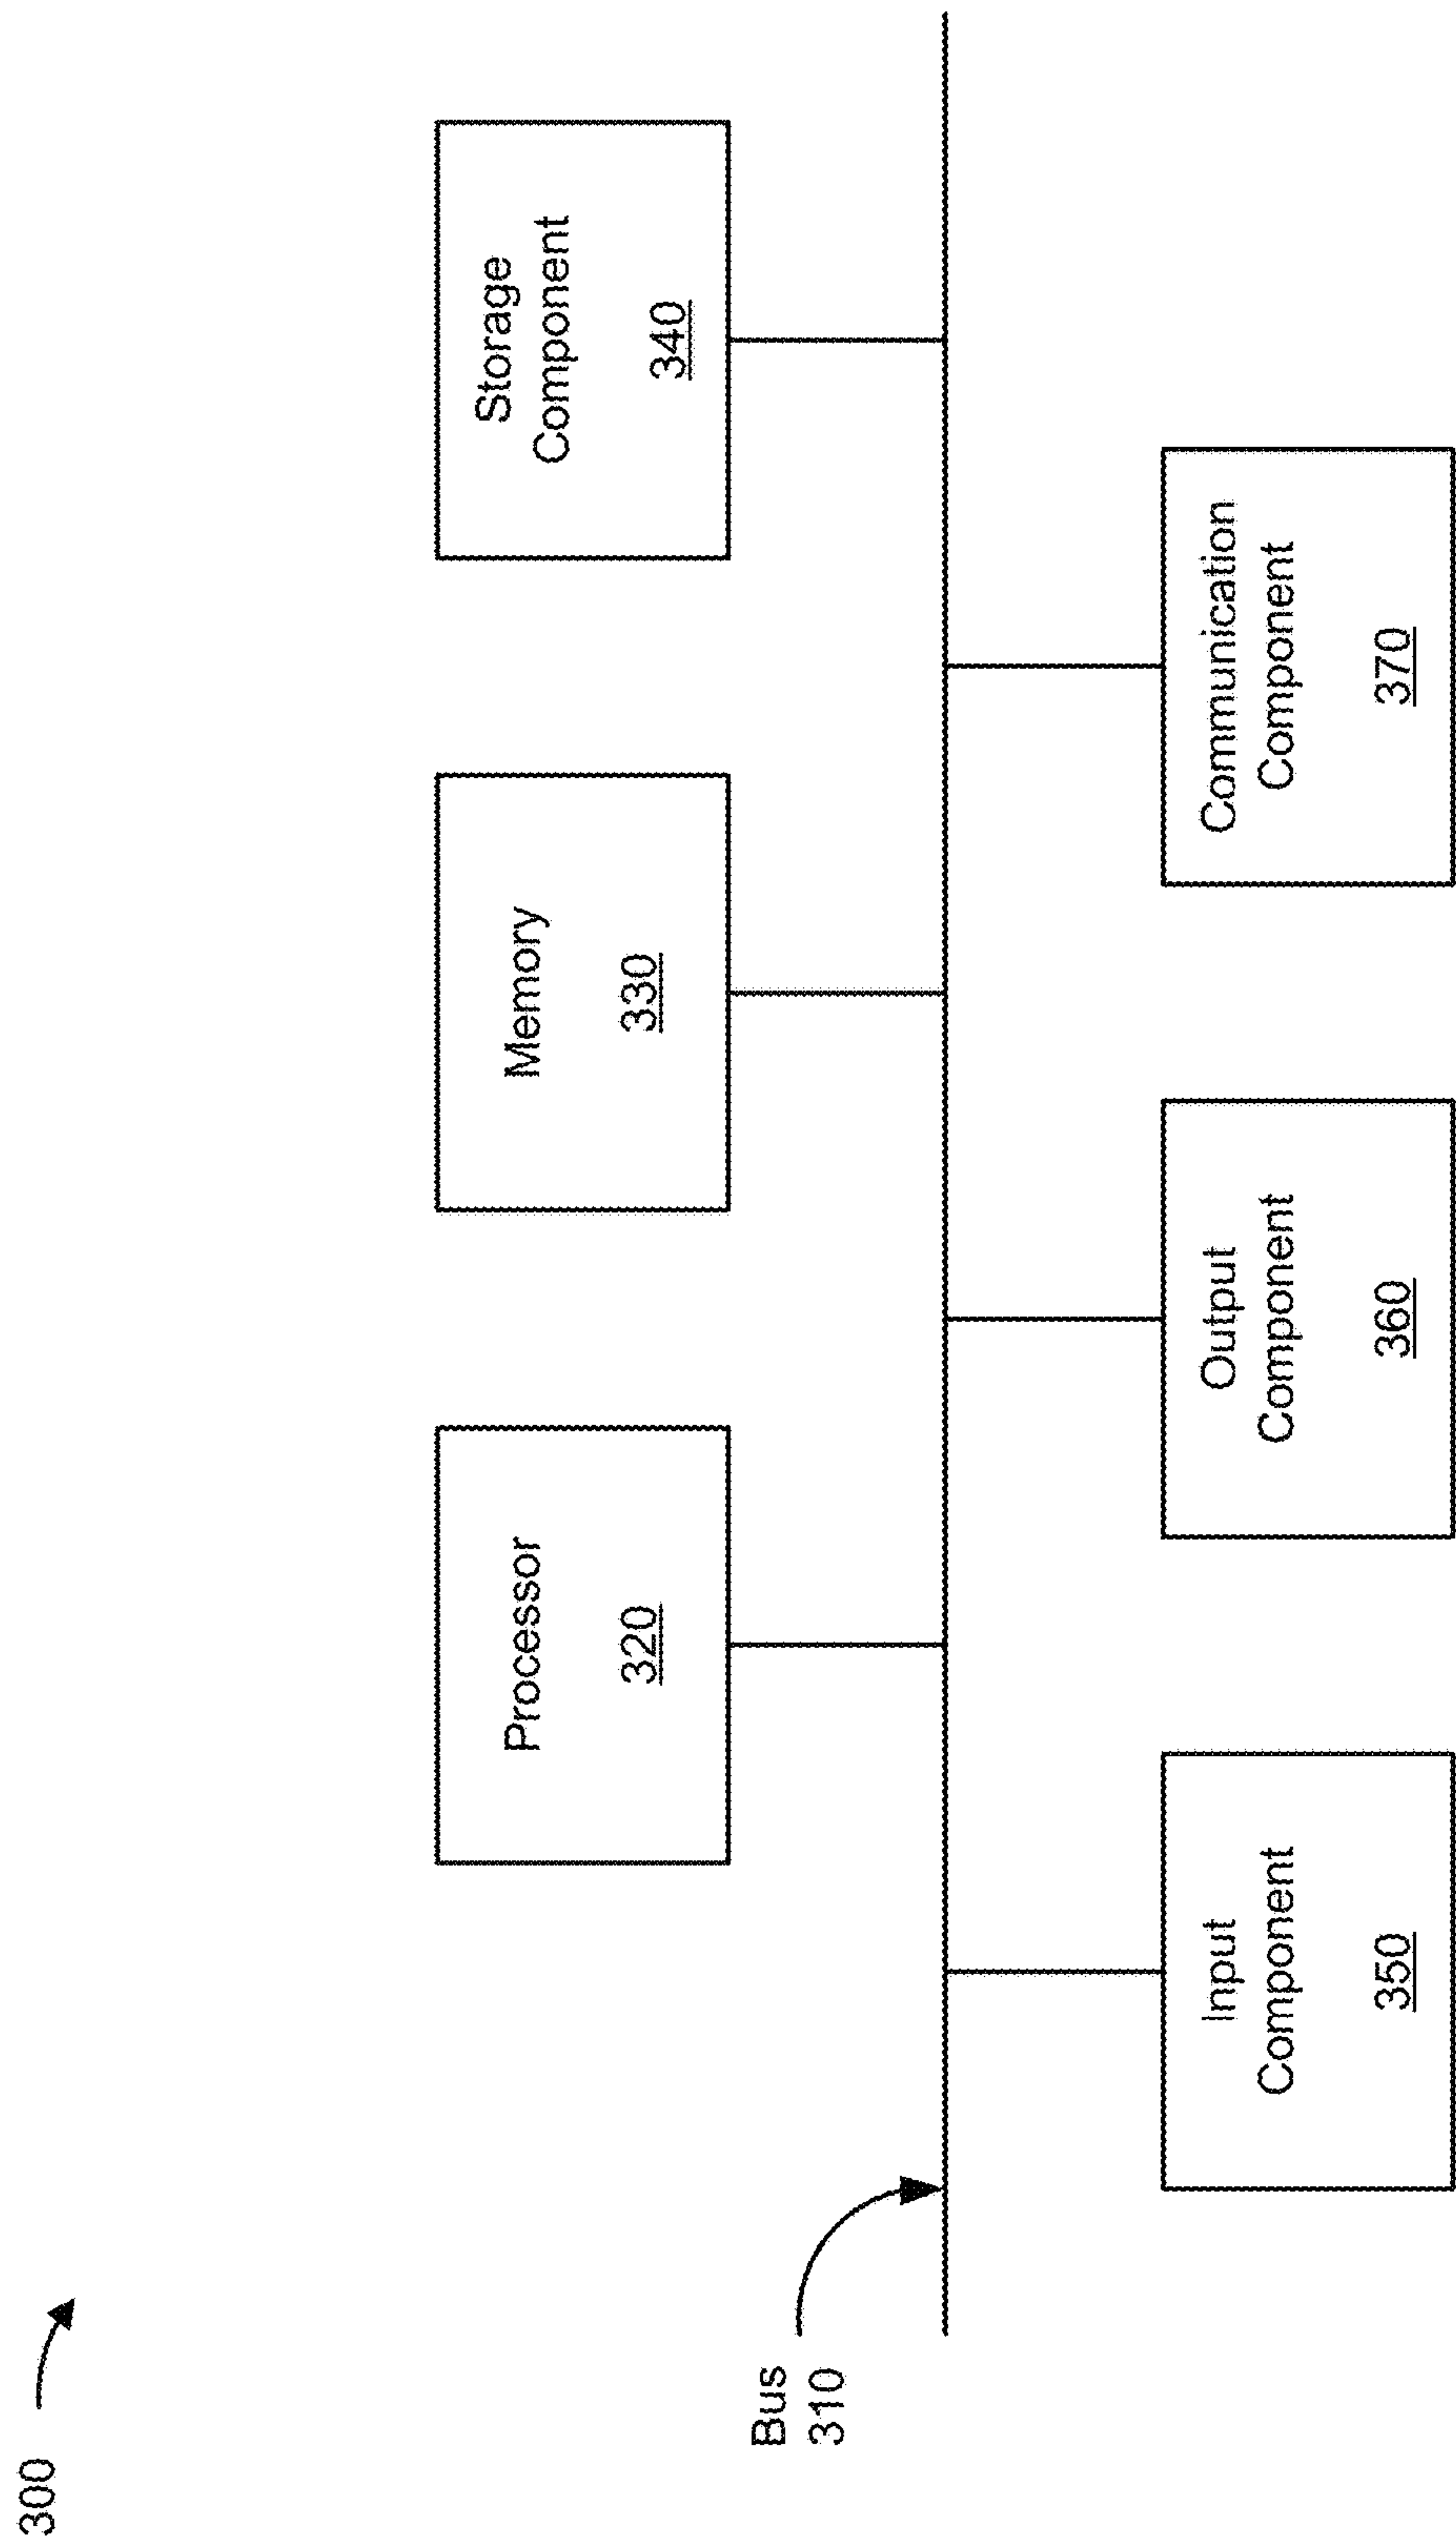 300
Processor
320
Memory
330
Storage
Component
340
Bus
310
Input
Component
350
Output
Component
360
Communication
Component
370